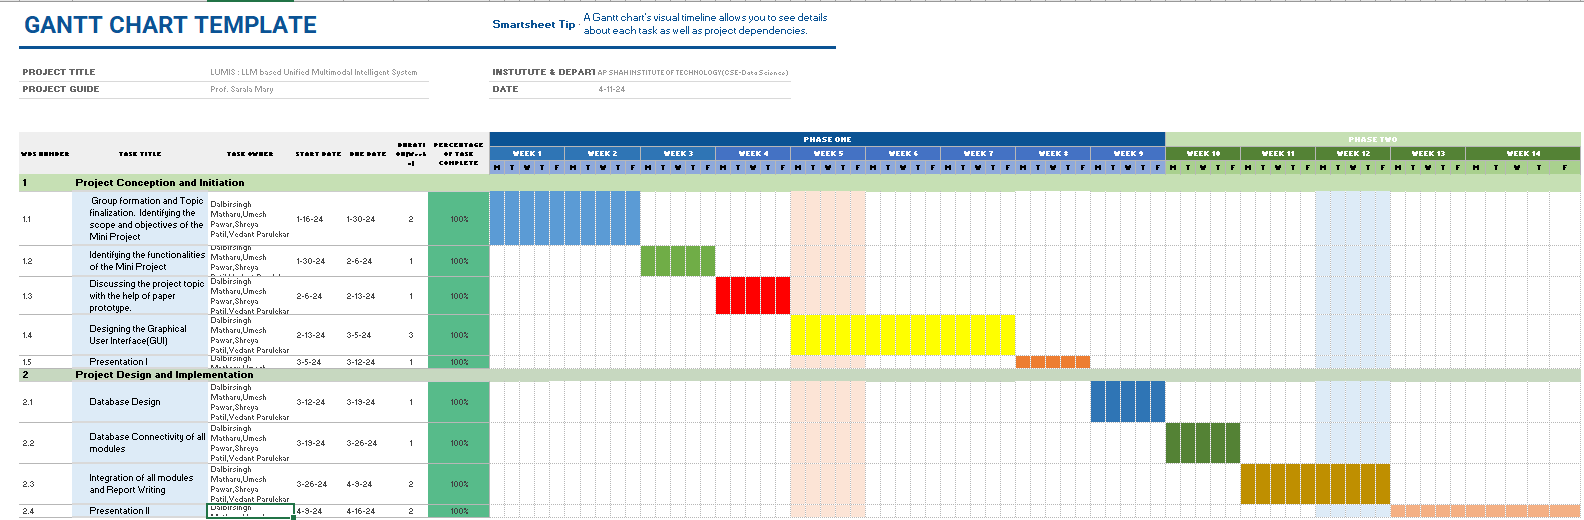 GANTT CHART TEMPLATE
Smartsheet Tip
A Gantt chart's visual timeline allows you to see details
about each task as well as project dependencies.
PROJECT TITLE LUMIS : LLM based Unified Multimodal Intelligent System INSTUTUTE & DEPART AP SHAH INSTITUTE OF TECHNOLOGY(CSE-Data Science)
PROJECT GUIDE Prof. Sarala Mary DATE 4-11-24
PHASE ONE PHASE TWO
WBS NUMBER TASK TITLE TASK OWNER START DATE DUE DATE
PERCENTAGE
OF TASK
COMPLETE
WEEK 1 WEEK 2 WEEK 3 WEEK 4 WEEK 5 WEEK 6 WEEK 7 WEEK 8 WEEK 9 WEEK 10 WEEK 11 WEEK 12 WEEK 13 WEEK 14
M T W T F M T W T F M T W T F M T W T F M T W T F M T W T F M T W T F M T W T F M T W T F M T W T F M T W T F M T W T F M T W T F M T W T F
1 Project Conception and Initiation
1.1
Group formation and Topic
finalization. Identifying the
scope and objectives of the
Mini Project
Dalbirsingh
Matharu,Umesh
Pawar,Shreya
Patil,Vedant Parulekar
1-16-24 1-30-24 2 100%
1.2
Identifying the functionalities
of the Mini Project
Dalbirsingh
Matharu,Umesh
Pawar,Shreya
1-30-24 2-6-24 1 100%
1.3
Discussing the project topic
with the help of paper
prototype.
Dalbirsingh
Matharu,Umesh
Pawar,Shreya
Patil,Vedant Parulekar
2-6-24 2-13-24 1 100%
1.4
Designing the Graphical
User Interface(GUI)
Dalbirsingh
Matharu,Umesh
Pawar,Shreya
Patil,Vedant Parulekar
2-13-24 3-5-24 3 100%
1.5 Presentation I Dalbirsingh 3-5-24 3-12-24 1 100%
2 Project Design and Implementation
2.1
Database Design
Dalbirsingh
Matharu,Umesh
Pawar,Shreya
Patil,Vedant Parulekar
3-12-24 3-19-24 1 100%
2.2
Database Connectivity of all
modules
Dalbirsingh
Matharu,Umesh
Pawar,Shreya
Patil,Vedant Parulekar
3-19-24 3-26-24 1 100%
2.3
Integration of all modules
and Report Writing
Dalbirsingh
Matharu,Umesh
Pawar,Shreya
Patil,Vedant Parulekar
3-26-24 4-9-24 2 100%
2.4 Presentation II Dalbirsingh 4-9-24 4-16-24 2 100%